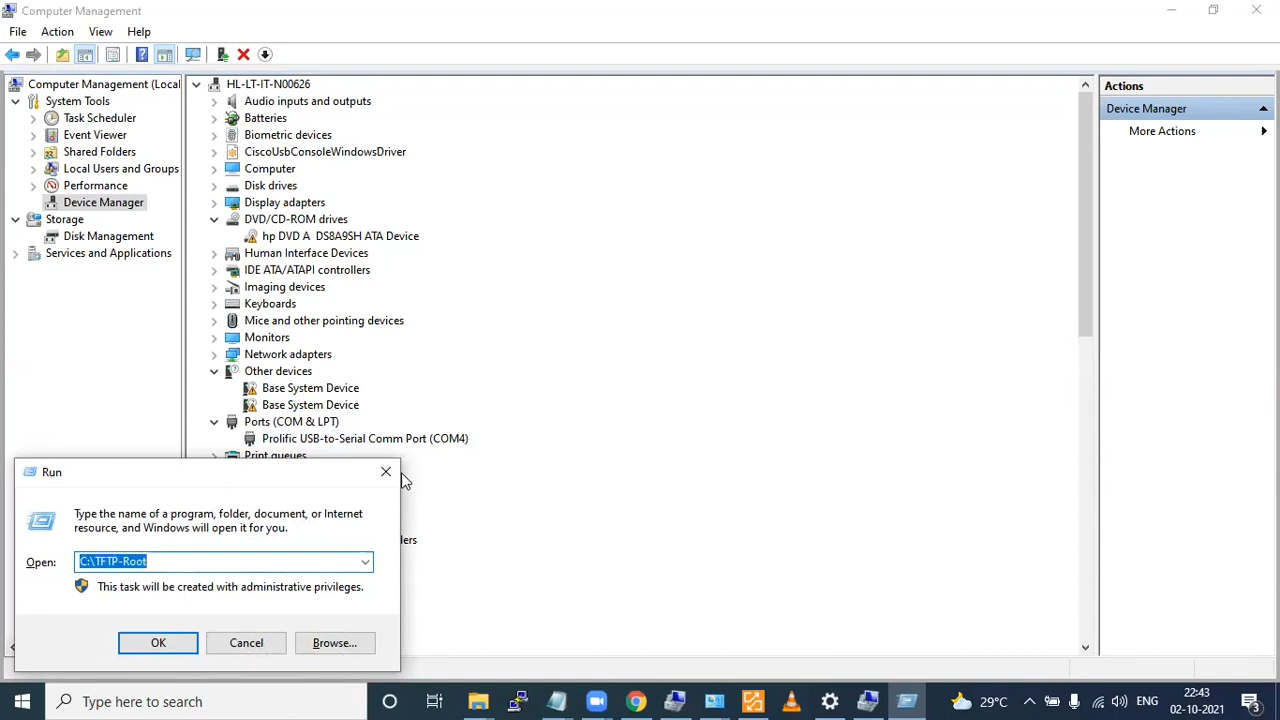 Computer Management
File Action View Help
Computer Management (Local
System Tools
Task Scheduler
Event Viewer
Shared Folders
Local Users and Groups
Performance
Device Manager
Storage
Disk Management
Services and Applications
HL-LT-IT-N00626
Audio inputs and outputs
Batteries
Biometric devices
CiscoUsbConsoleWindowsDriver
Computer
Disk drives
Display adapters
DVD/CD-ROM drives
hp DVD A DS8A9SH ATA Device
Human Interface Devices
IDE ATA/ATAPI controllers
Imaging devices
Keyboards
Mice and other pointing devices
Monitors
Network adapters
Other devices
Base System Device
Base System Device
Ports (COM & LPT)
Prolific USB-to-Serial Comm Port (COM4)
Print queues
lers
Actions
Device Manager
More Actions
Run
Type the name of a program, folder, document, or Internet
resource, and Windows will open it for you.
Open: C:\TFTP-Root
This task will be created with administrative privileges.
OK Cancel Browse...
Type here to search
29°C
ENG
22:43
02-10-2021
3